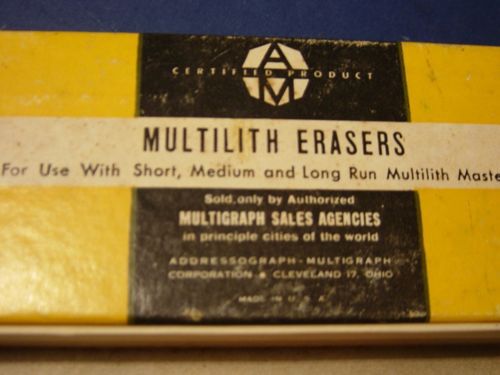 A
CERTIFIED PRODUCT
M
MULTILITH ERASERS
For Use With Short, Medium and Long Run Multilith Maste
Sold only by Authorized
MULTIGRAPH SALES AGENCIES
in principle cities of the world
ADDRESSOGRAPH - MULTIGRAPH
CORPORATION • CLEVELAND 17, OHIO
MADE IN U. S. A.